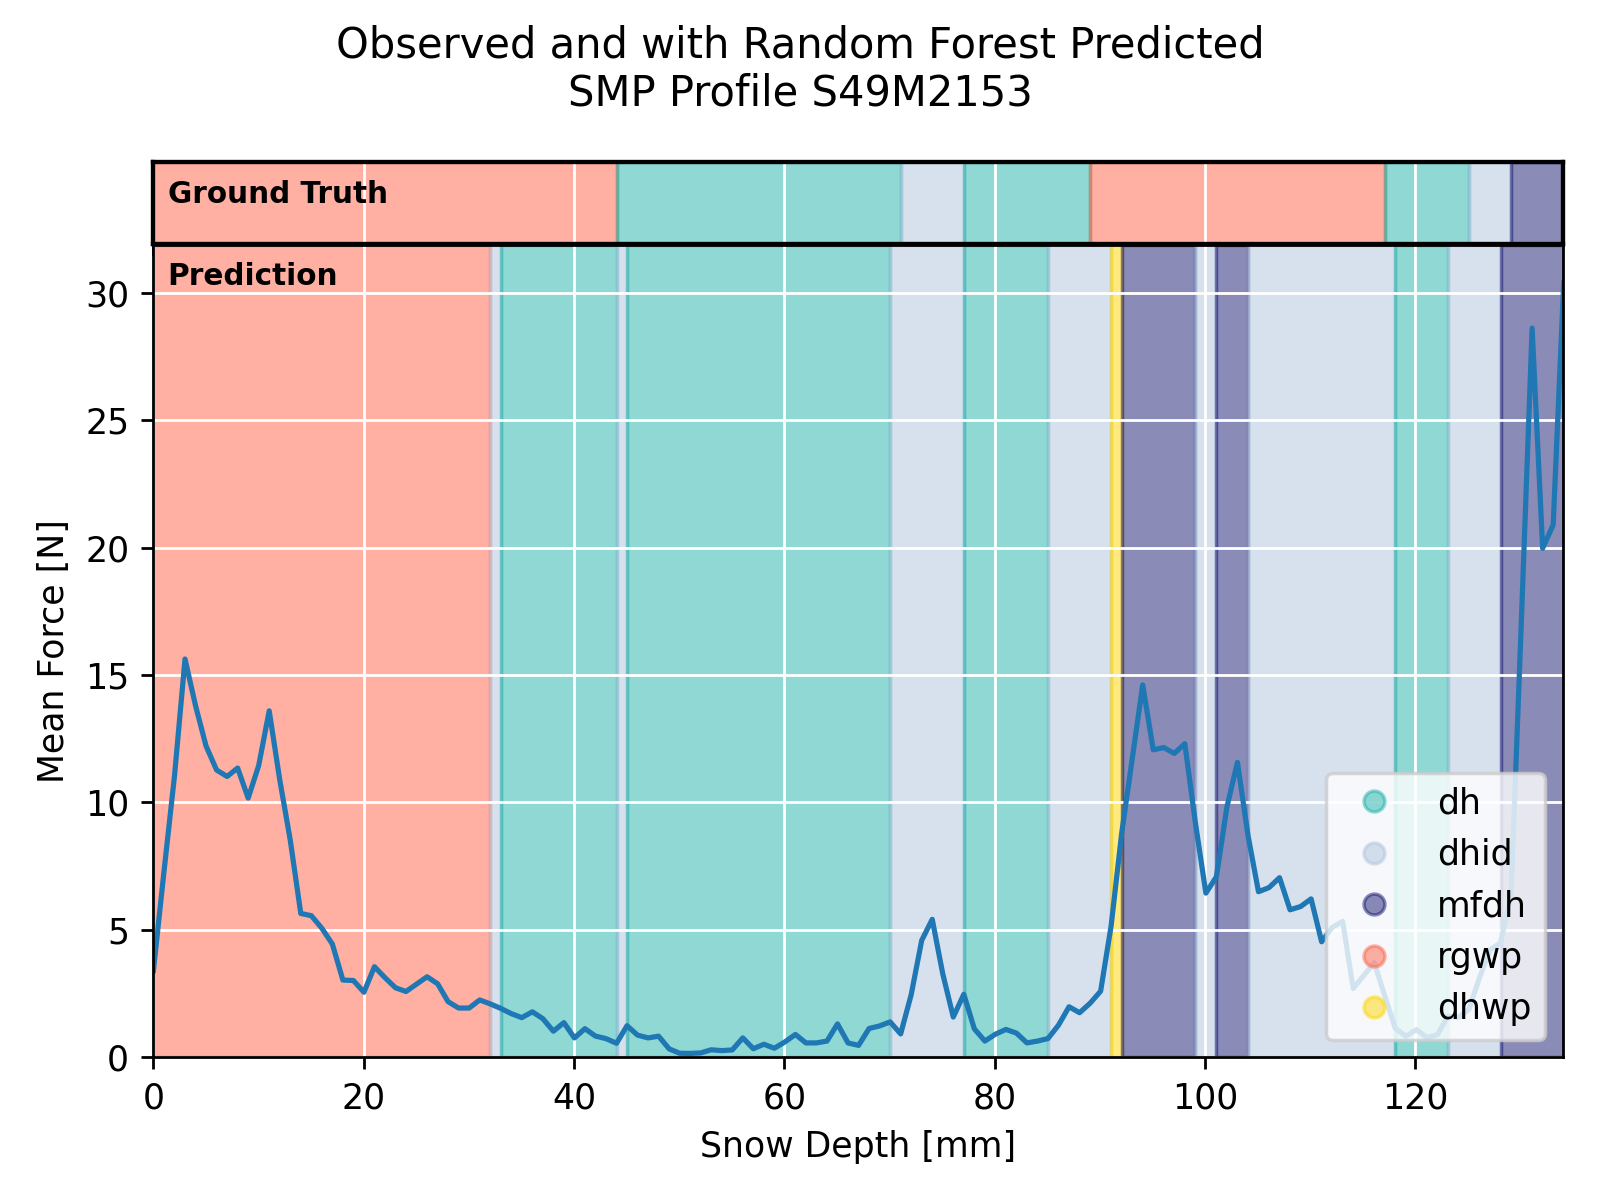 Observed and with Random Forest Predicted
SMP Profile S49M2153
Ground Truth
Prediction
30
25
20
15
10
5
0
Mean Force [N]
dh
dhid
mfdh
rgwp
dhwp
0 20 40 60 80 100 120
Snow Depth [mm]